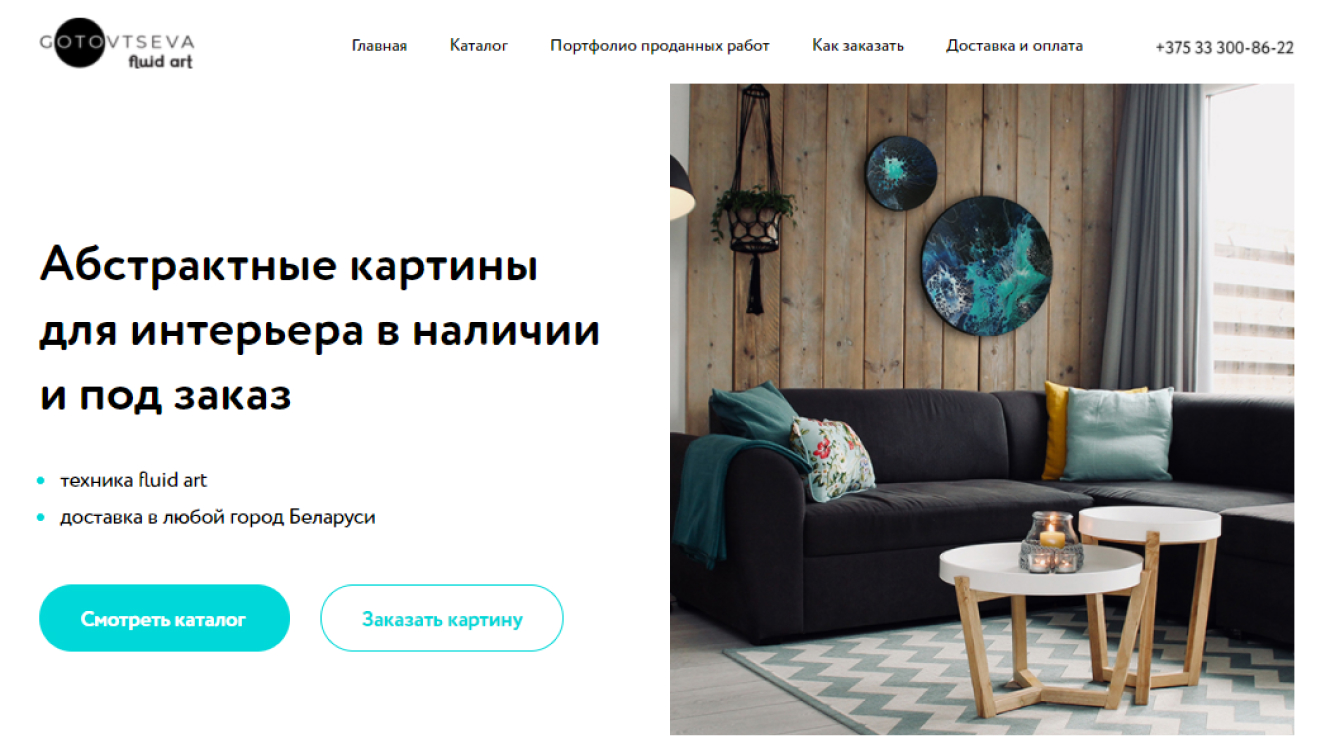 GOTOVTSEVA
fluid art
Главная
Каталог
Портфолио проданных работ
Как заказать
Доставка и оплата
+375 33 300-86-22
Абстрактные картины
для интерьера в наличии
и под заказ
техника fluid art
доставка в любой город Беларуси
Смотреть каталог
Заказать картину